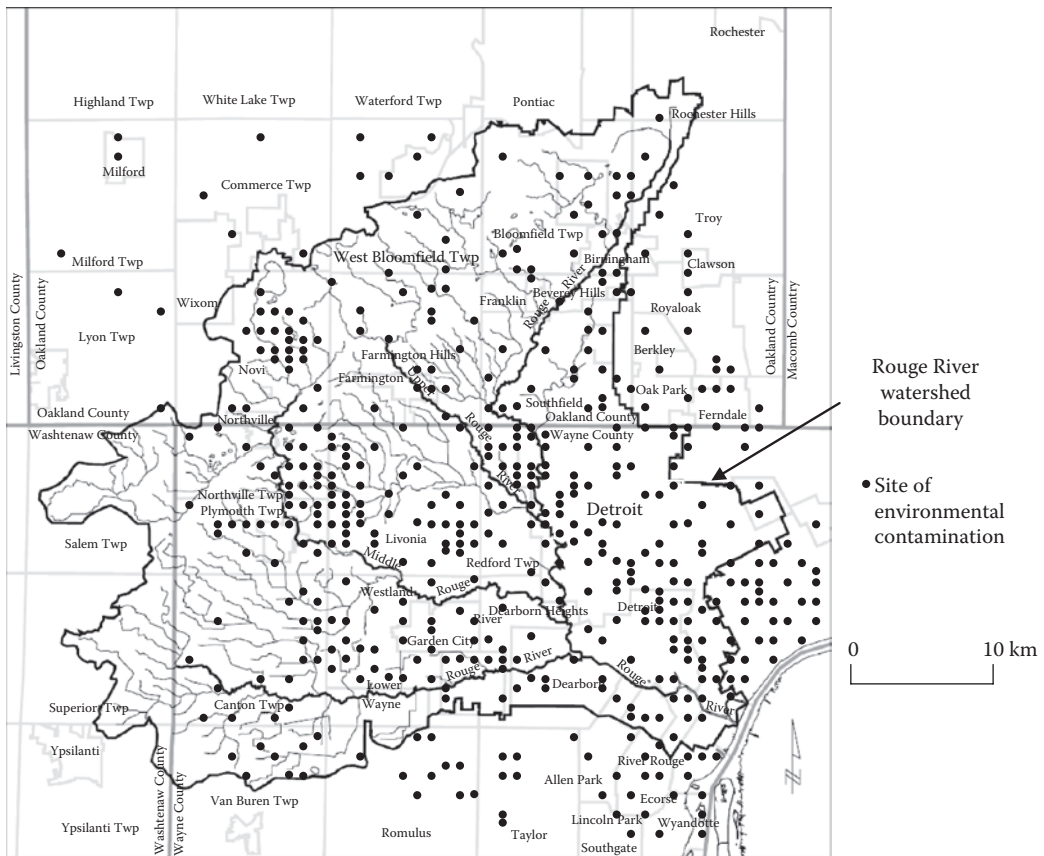 Rochester
Highland Twp
White Lake Twp
Waterford Twp
Pontiac
Rochester Hills
Milford
Commerce Twp
Troy
Bloomfield Twp
West Bloomfield Twp
Birmingham
Clawson
Milford Twp
Livingston County
Oakland County
Wixom
Franklin
Beverey Hills
Rouge River
Royaloak
Oakland Country
Macomb Country
Lyon Twp
Novi
Farmington Hills
Farmington
Upper
Rouge
River
Berkley
Oak Park
Southfield
Oakland County
Wayne County
Ferndale
Oakland County
Washtenaw County
Northville
Rouge River
watershed
boundary
Site of
environmental
contamination
Northville Twp
Plymouth Twp
Detroit
Salem Twp
Livonia
Redford Twp
Middle
Rouge
River
Westland
Dearborn Heights
Detroit
Garden City
0 10 km
Lower
Rouge
River
Wayne
Dearborn
Rouge
River
Superior Twp
Canton Twp
Ypsilanti
Washtenaw County
Wayne County
River Rouge
Allen Park
Ecorse
Van Buren Twp
Lincoln Park
Wyandotte
Ypsilanti Twp
Romulus
Taylor
Southgate
N